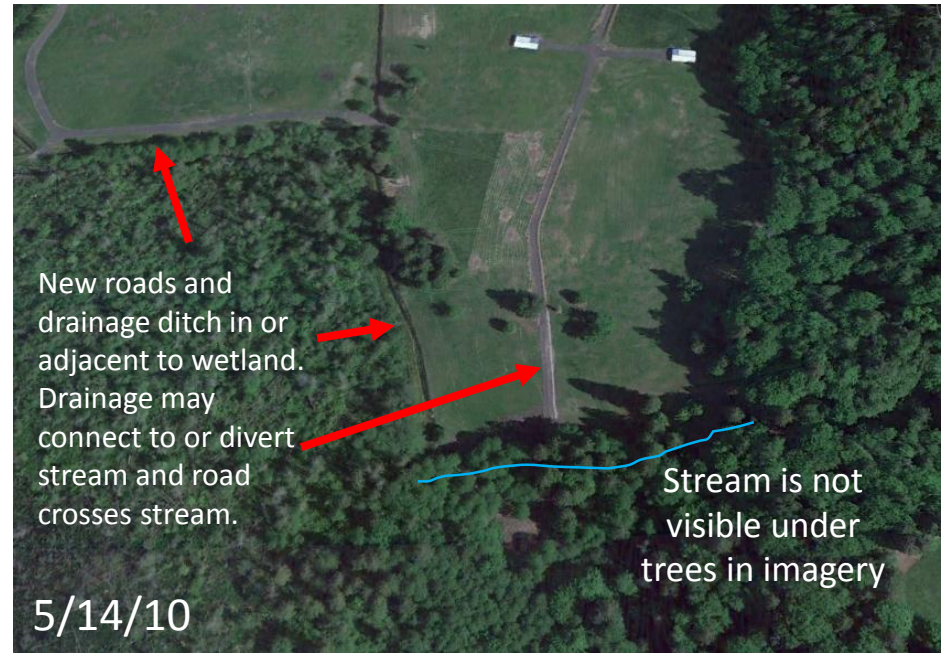 New roads and
drainage ditch in or
adjacent to wetland.
Drainage may
connect to or divert
stream and road
crosses stream.
Stream is not
visible under
trees in imagery
5/14/10